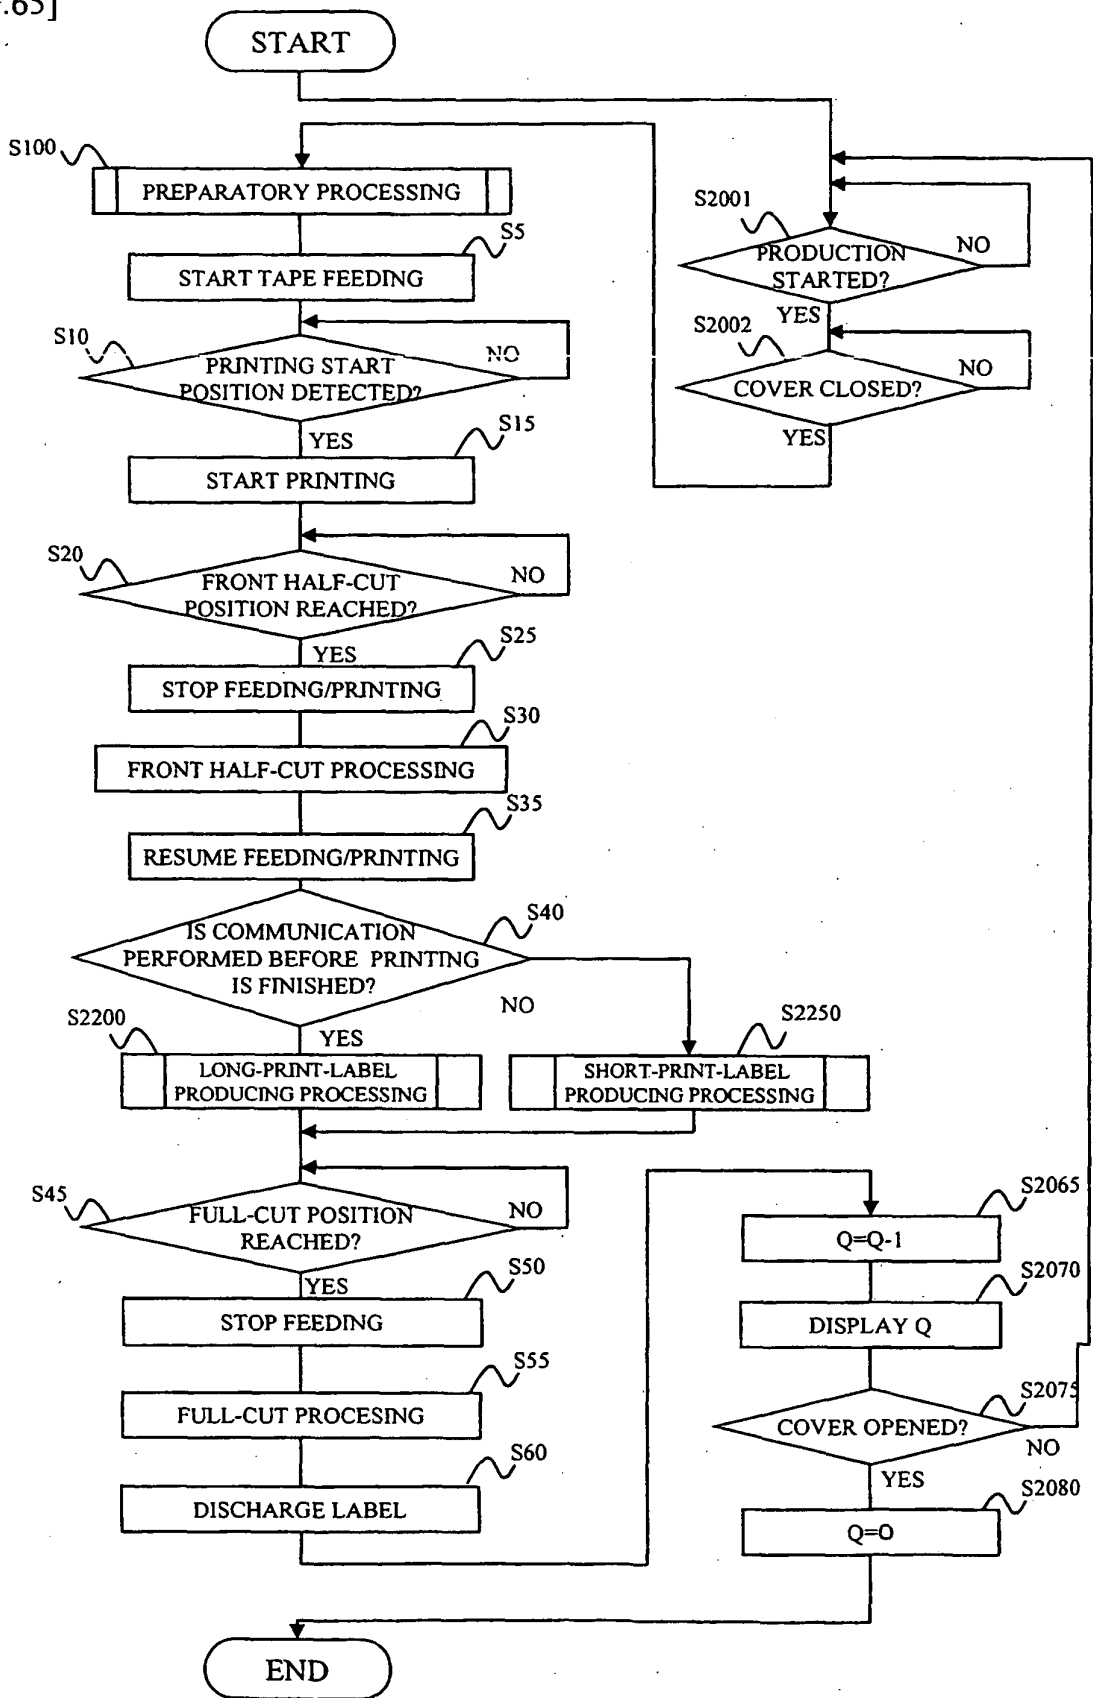 .65]
START
S100
PREPARATORY PROCESSING
S5
START TAPE FEEDING
S10
PRINTING START
POSITION DETECTED?
NO
YES
S15
START PRINTING
S20
FRONT HALF-CUT
POSITION REACHED?
NO
YES
S25
STOP FEEDING/PRINTING
S30
FRONT HALF-CUT PROCESSING
S35
RESUME FEEDING/PRINTING
S40
IS COMMUNICATION
PERFORMED BEFORE PRINTING
IS FINISHED?
NO
YES
S2200
LONG-PRINT-LABEL
PRODUCING PROCESSING
S2250
SHORT-PRINT-LABEL
PRODUCING PROCESSING
S45
FULL-CUT POSITION
REACHED?
NO
YES
S50
STOP FEEDING
S55
FULL-CUT PROCESING
S60
DISCHARGE LABEL
END
S2001
PRODUCTION
STARTED?
NO
YES
S2002
COVER CLOSED?
NO
YES
S2065
Q=Q-1
S2070
DISPLAY Q
S2075
COVER OPENED?
NO
YES
S2080
Q=0